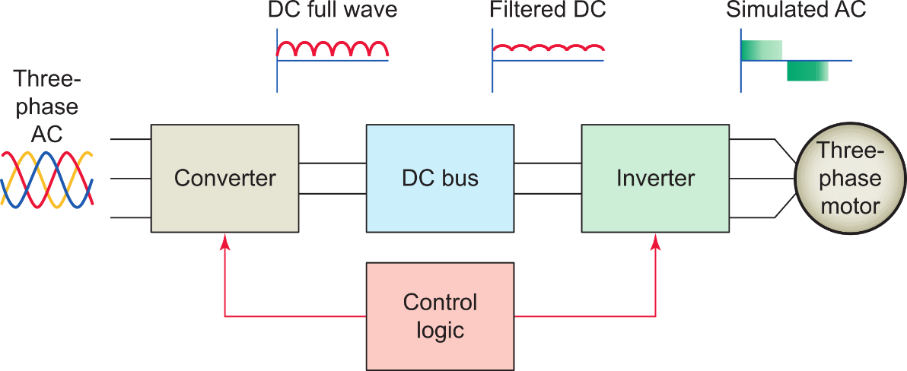 DC full wave
Filtered DC
Simulated AC
Three-
phase
AC
Converter
DC bus
Inverter
Three-
phase
motor
Control
logic